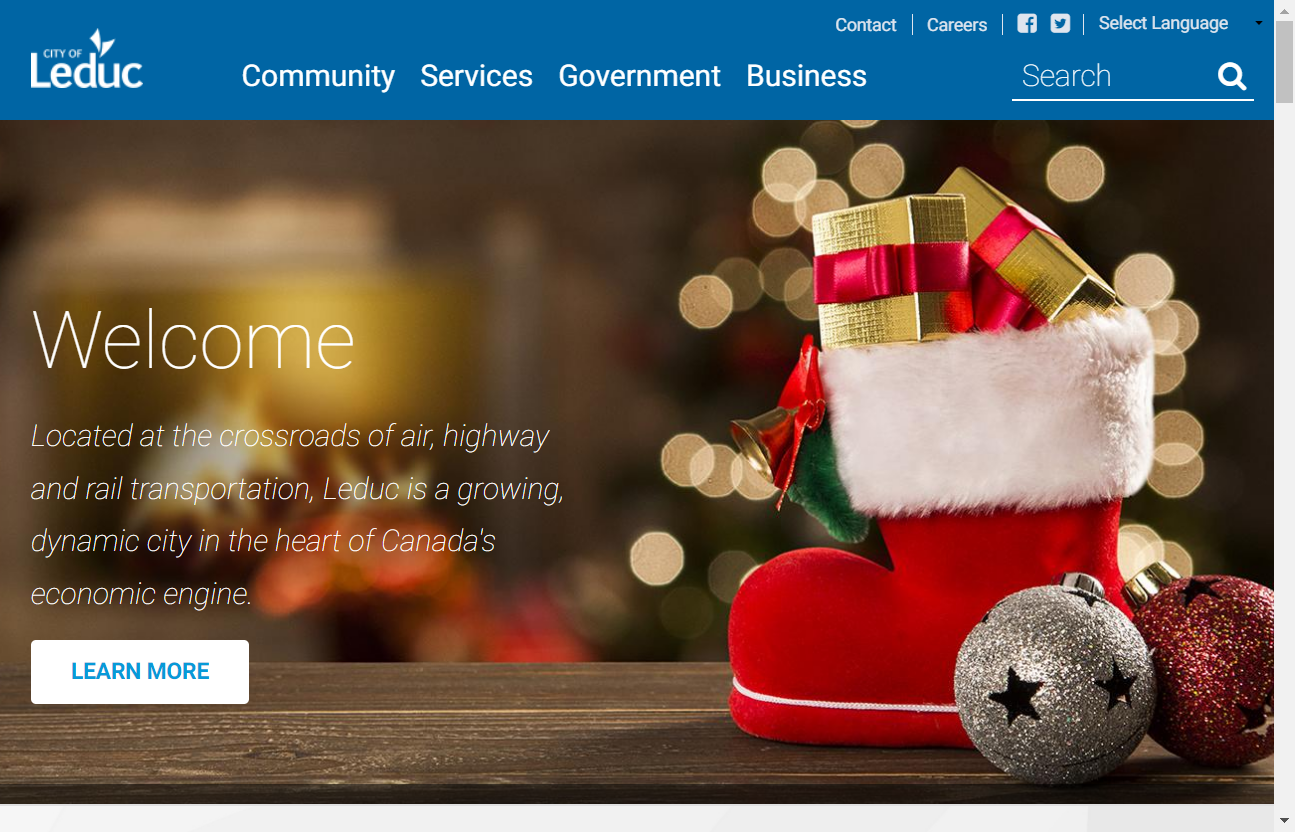 Contact
Careers
Select Language
CITY OF
Leduc
Community
Services
Government
Business
Search
Welcome
Located at the crossroads of air, highway
and rail transportation, Leduc is a growing,
dynamic city in the heart of Canada's
economic engine.
LEARN MORE